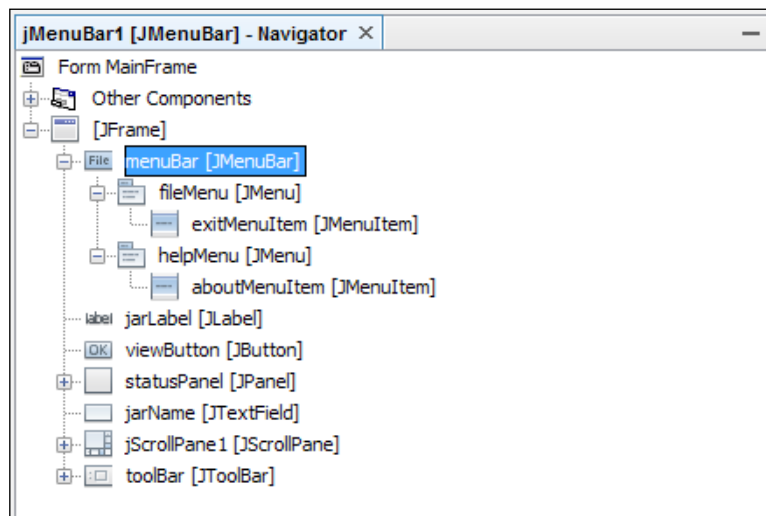 jMenuBar1 [JMenuBar] - Navigator
Form MainFrame
Other Components
[JFrame]
File menuBar [JMenuBar]
fileMenu [JMenu]
exitMenuItem [JMenuItem]
helpMenu [JMenu]
aboutMenuItem [JMenuItem]
label jarLabel [JLabel]
OK viewButton [JButton]
statusPanel [JPanel]
jarName [JTextField]
jScrollPane1 [JScrollPane]
toolBar [JToolBar]